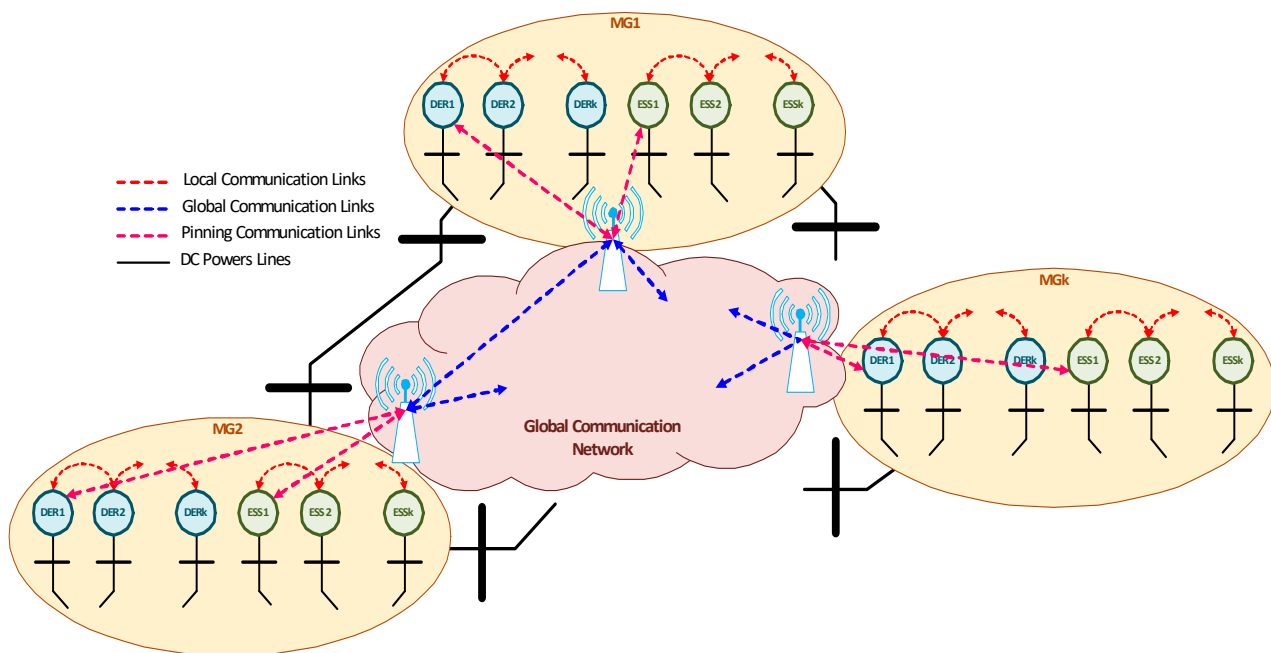 MG1
DER1 DER2 DERk ESS1 ESS2 ESSk
Local Communication Links
Global Communication Links
Pinning Communication Links
DC Powers Lines
MGk
DER1 DER2 DERk ESS1 ESS2 ESSk
Global Communication
Network
MG2
DER1 DER2 DERk ESS1 ESS2 ESSk